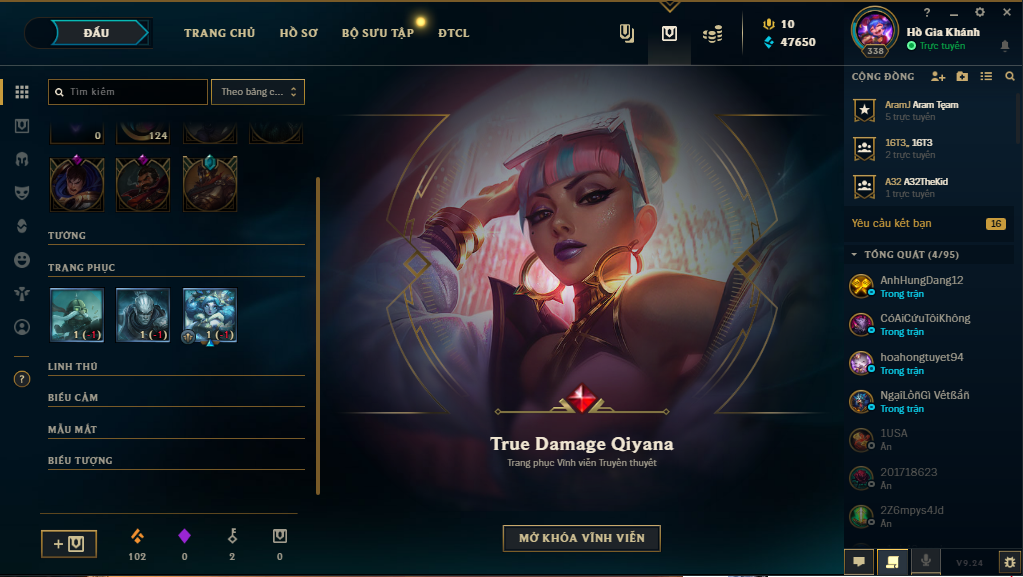 ĐẤU
TRANG CHỦ
HỒ SƠ
BỘ SƯU TẬP
ĐTCL
10
47650
338
?
Hồ Gia Khánh
Trực tuyến
Tìm kiếm
Theo bảng c...
0
124
TƯỚNG
TRANG PHỤC
1 (-1)
1 (-1)
1 (-1)
LINH THÚ
BIỂU CẢM
MẪU MẮT
BIỂU TƯỢNG
?
+
102
0
2
0
True Damage Qiyana
Trang phục Vĩnh viễn Truyền thuyết
MỞ KHÓA VĨNH VIỄN
CỘNG ĐỒNG
AramJ Aram Tẹam
5 trực tuyến
16T3,, 16T3
2 trực tuyến
A32 A32TheKid
1 trực tuyến
Yêu cầu kết bạn
16
TỔNG QUÁT (4/95)
AnhHungDang12
Trong trận
CóAiCứuTôiKhông
Trong trận
hoahongtuyet94
Trong trận
NgạiLòñGì Vétßẩñ
Trong trận
1USA
Ẩn
201718623
Ẩn
2Z6mpys4Jd
Ẩn
V9.24